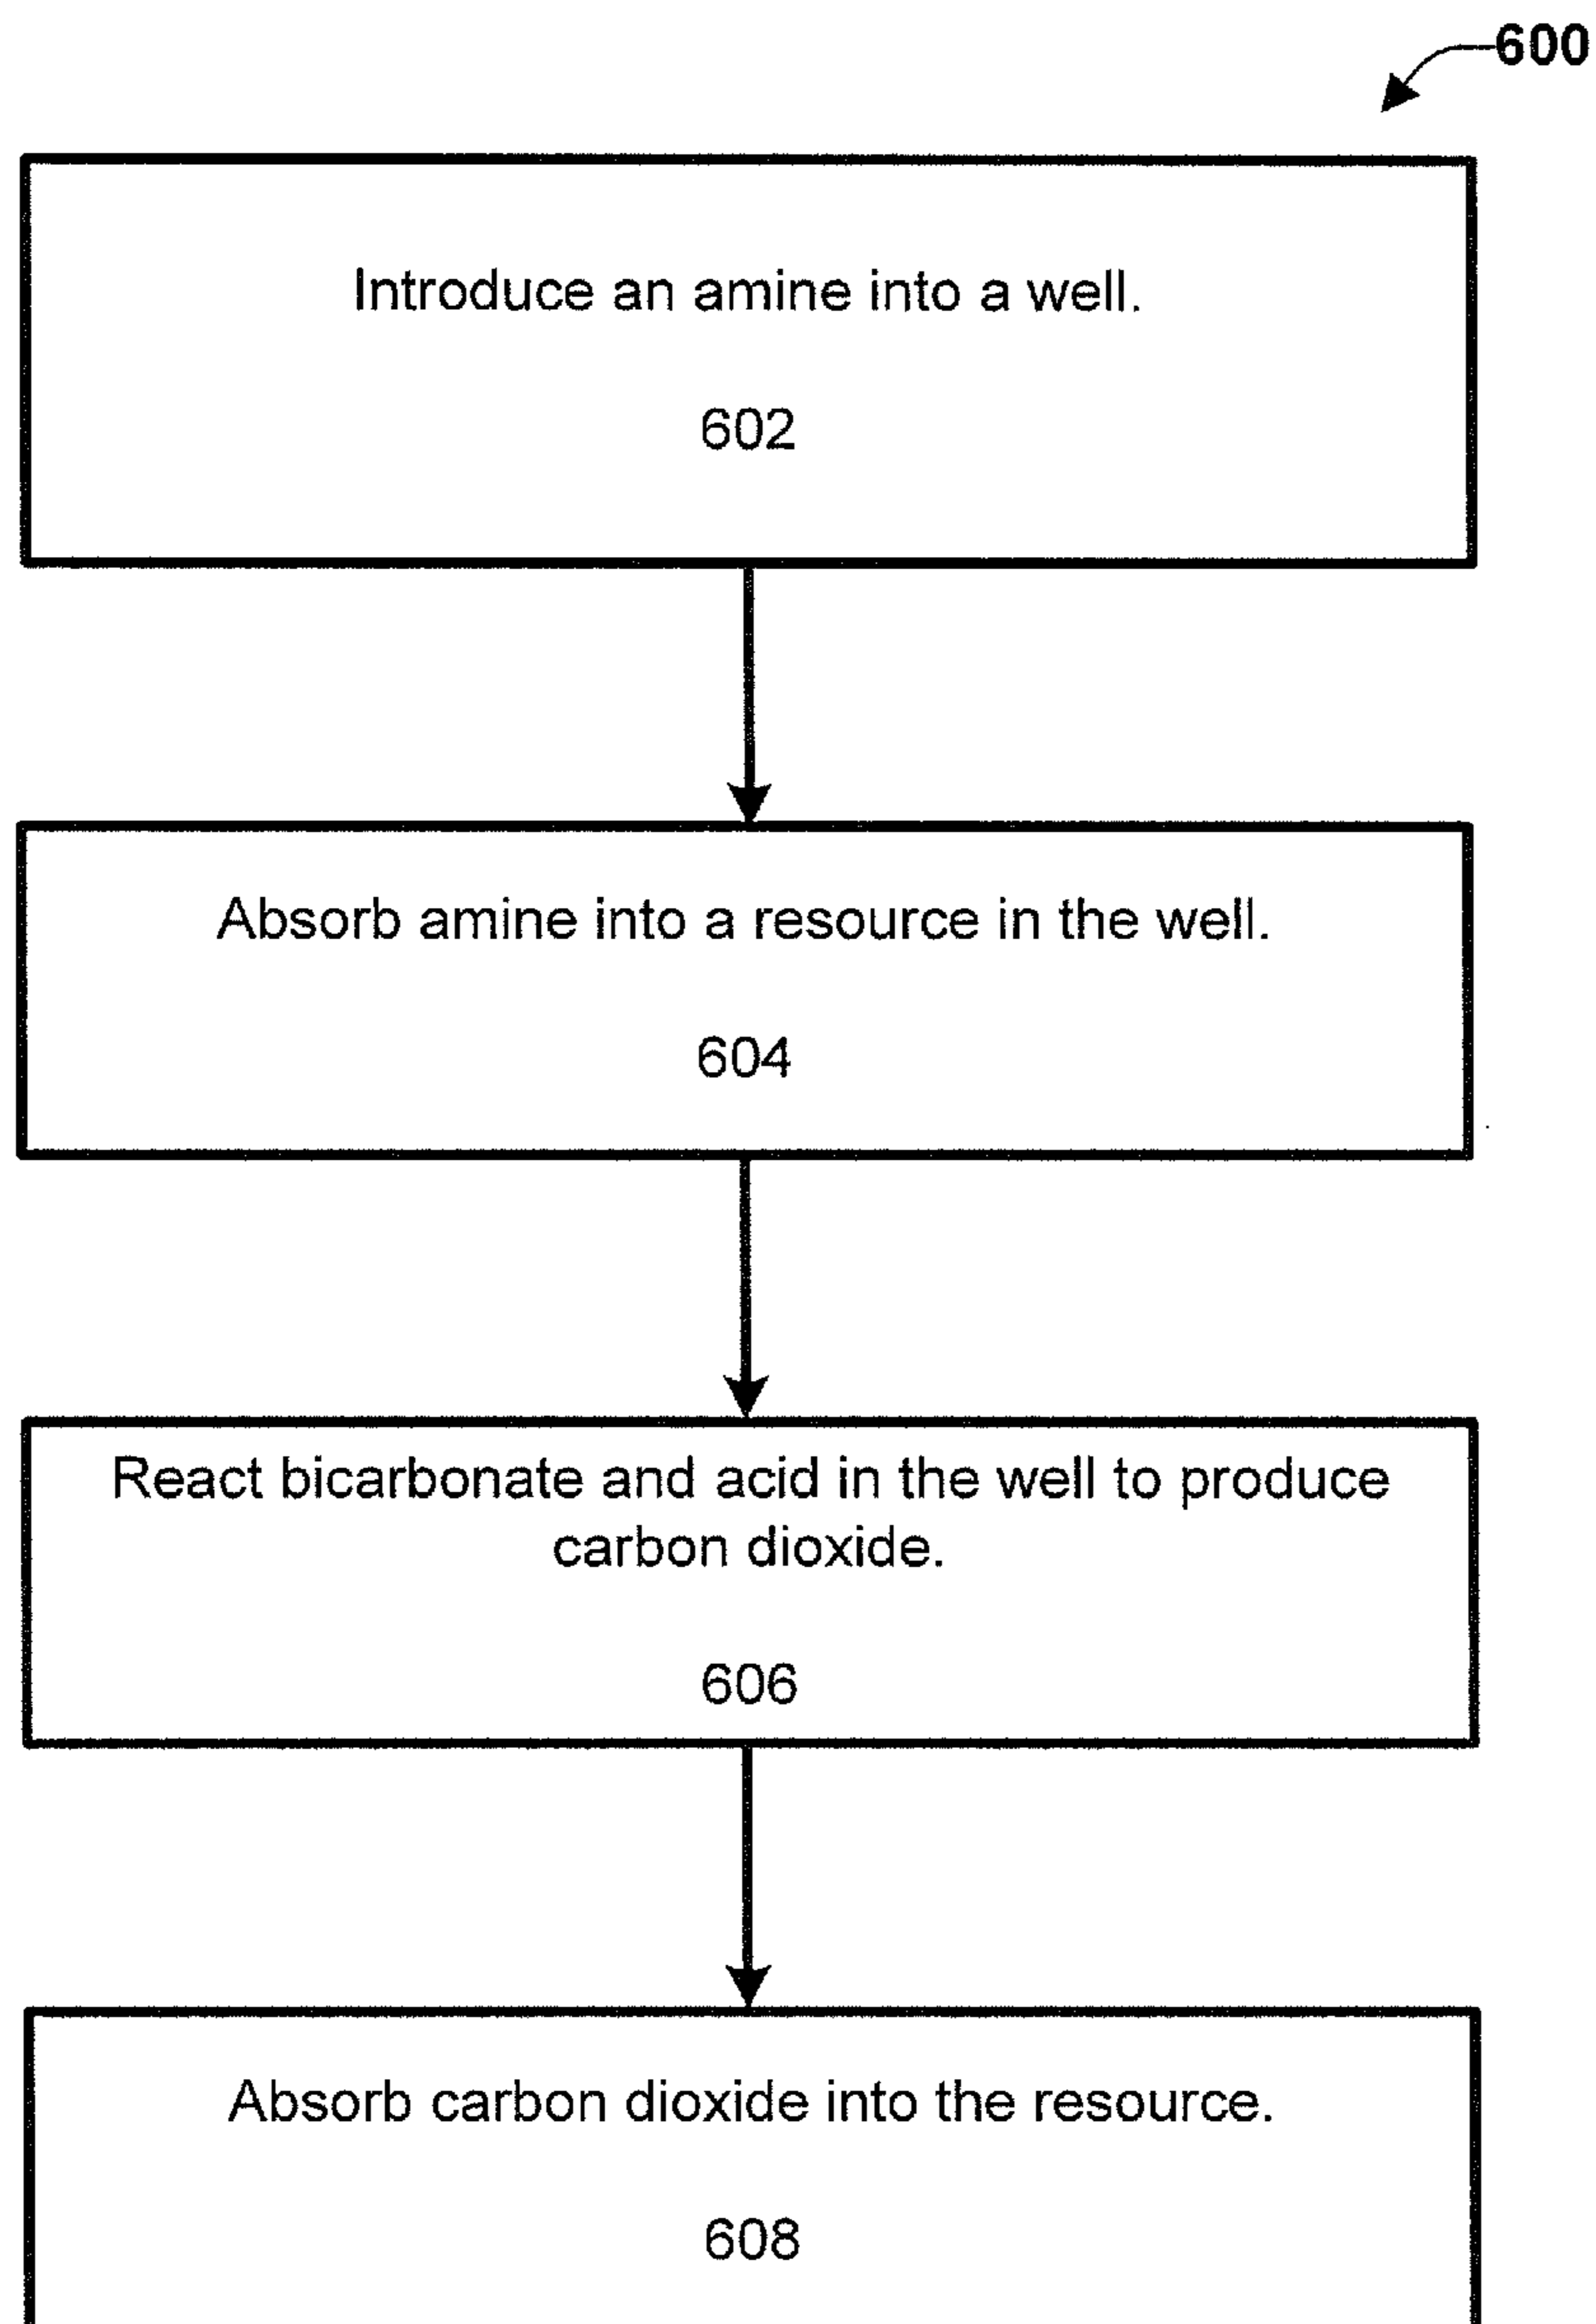 600
Introduce an amine into a well.
602
Absorb amine into a resource in the well.
604
React bicarbonate and acid in the well to produce
carbon dioxide.
606
Absorb carbon dioxide into the resource.
608